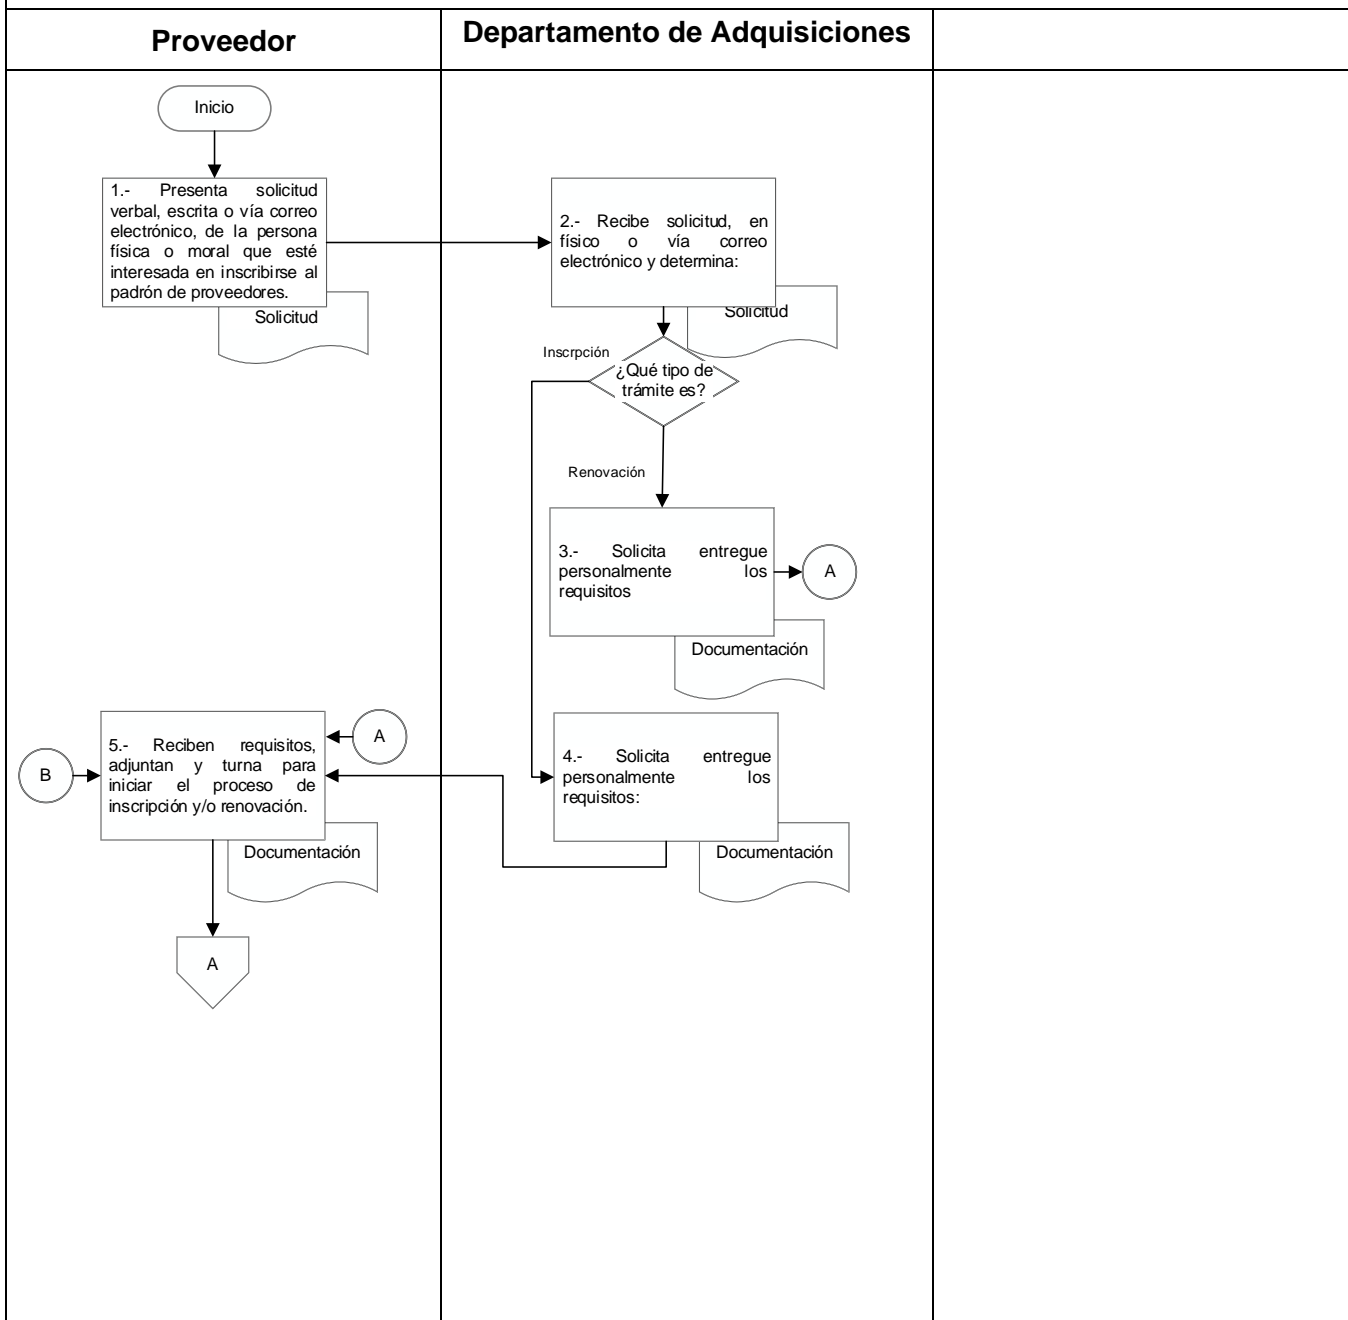 Proveedor
Departamento de Adquisiciones
Inicio
1.- Presenta solicitud
verbal, escrita o vía correo
electrónico, de la persona
física o moral que esté
interesada en inscribirse al
padrón de proveedores.
Solicitud
2.- Recibe solicitud, en
físico o vía correo
electrónico y determina:
Solicitud
Inscrpción
¿Qué tipo de
trámite es?
Renovación
3.- Solicita entregue
personalmente los
requisitos
A
Documentación
A
B
5.- Reciben requisitos,
adjuntan y turna para
iniciar el proceso de
inscripción y/o renovación.
Documentación
4.- Solicita entregue
personalmente los
requisitos:
Documentación
A